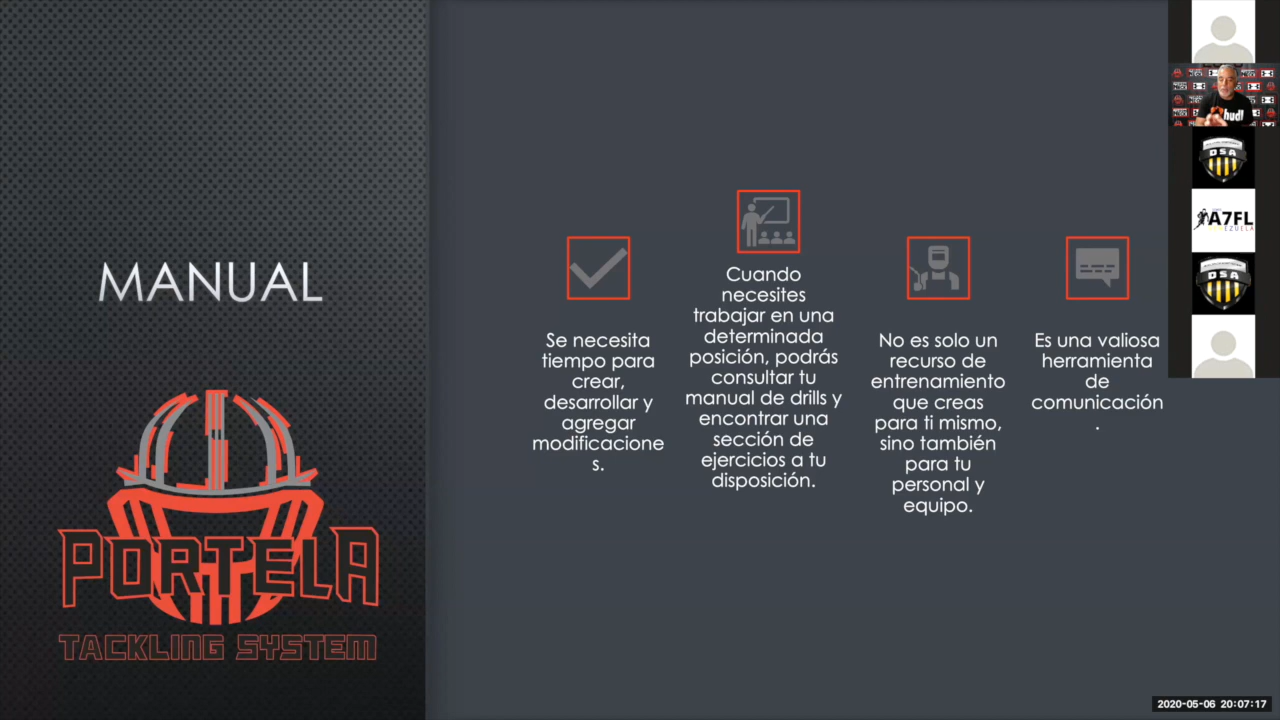 MANUAL
PORTELA
TACKLING SYSTEM
Se necesita
tiempo para
crear,
desarrollar y
agregar
modificacione
s.
Cuando
necesites
trabajar en una
determinada
posición, podrás
consultar tu
manual de drills y
encontrar una
sección de
ejercicios a tu
disposición.
No es solo un
recurso de
entrenamiento
que creas
para ti mismo,
sino también
para tu
personal y
equipo.
Es una valiosa
herramienta
de
comunicación
.
hudl
DSA
A7FL
DSA
2020-05-06 20:07:17